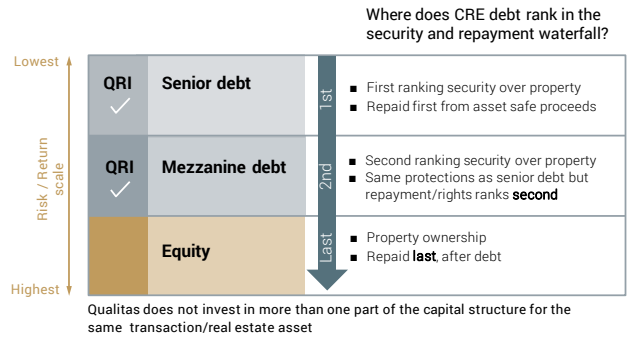 Where does CRE debt rank in the
security and repayment waterfall?
Lowest
Risk / Return
scale
Highest
QRI
Senior debt
1st
▪ First ranking security over property
▪ Repaid first from asset safe proceeds
QRI
Mezzanine debt
2nd
▪ Second ranking security over property
▪ Same protections as senior debt but
repayment/rights ranks second
Equity
Last
▪ Property ownership
▪ Repaid last, after debt
Qualitas does not invest in more than one part of the capital structure for the
same transaction/real estate asset